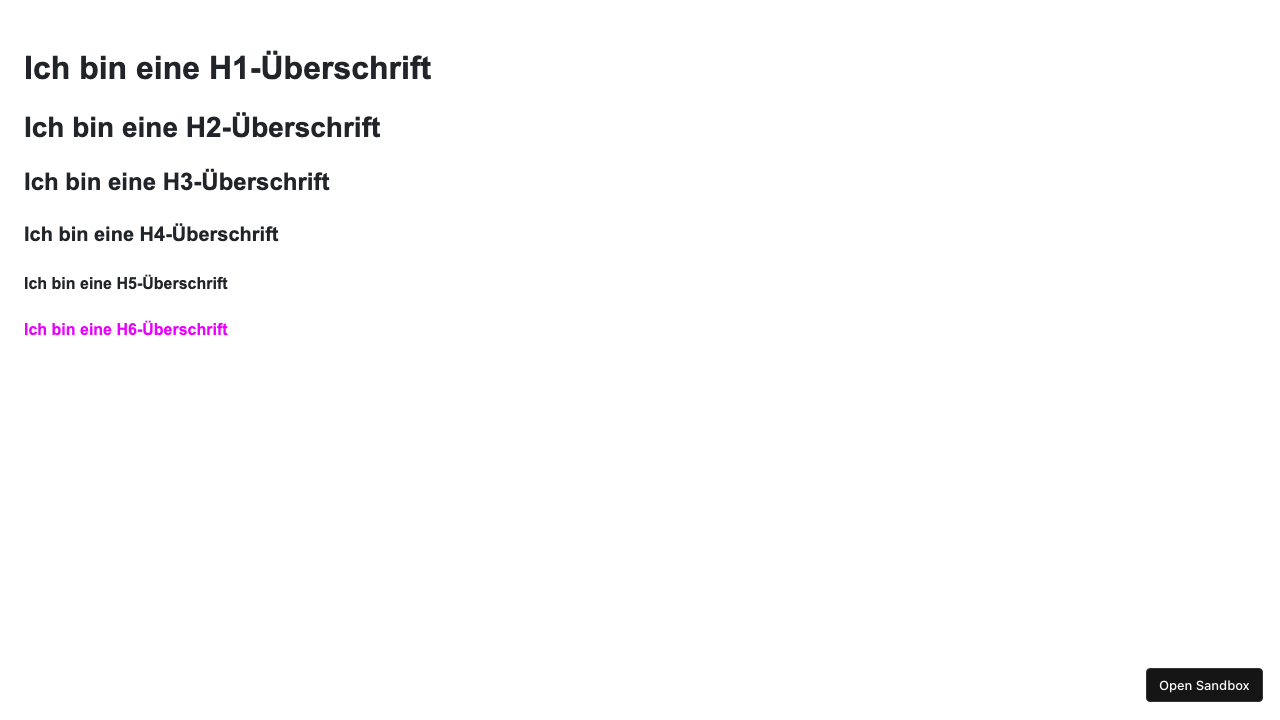 Ich bin eine H1-Überschrift
Ich bin eine H2-Überschrift
Ich bin eine H3-Überschrift
Ich bin eine H4-Überschrift
Ich bin eine H5-Überschrift
Ich bin eine H6-Überschrift
Open Sandbox